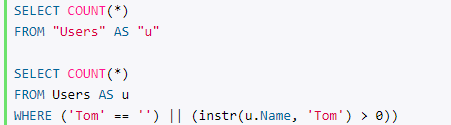 SELECT COUNT(*)
FROM "Users" AS "u"
SELECT COUNT(*)
FROM Users AS u
WHERE ('Tom' == '') || (instr(u.Name, 'Tom') > 0))